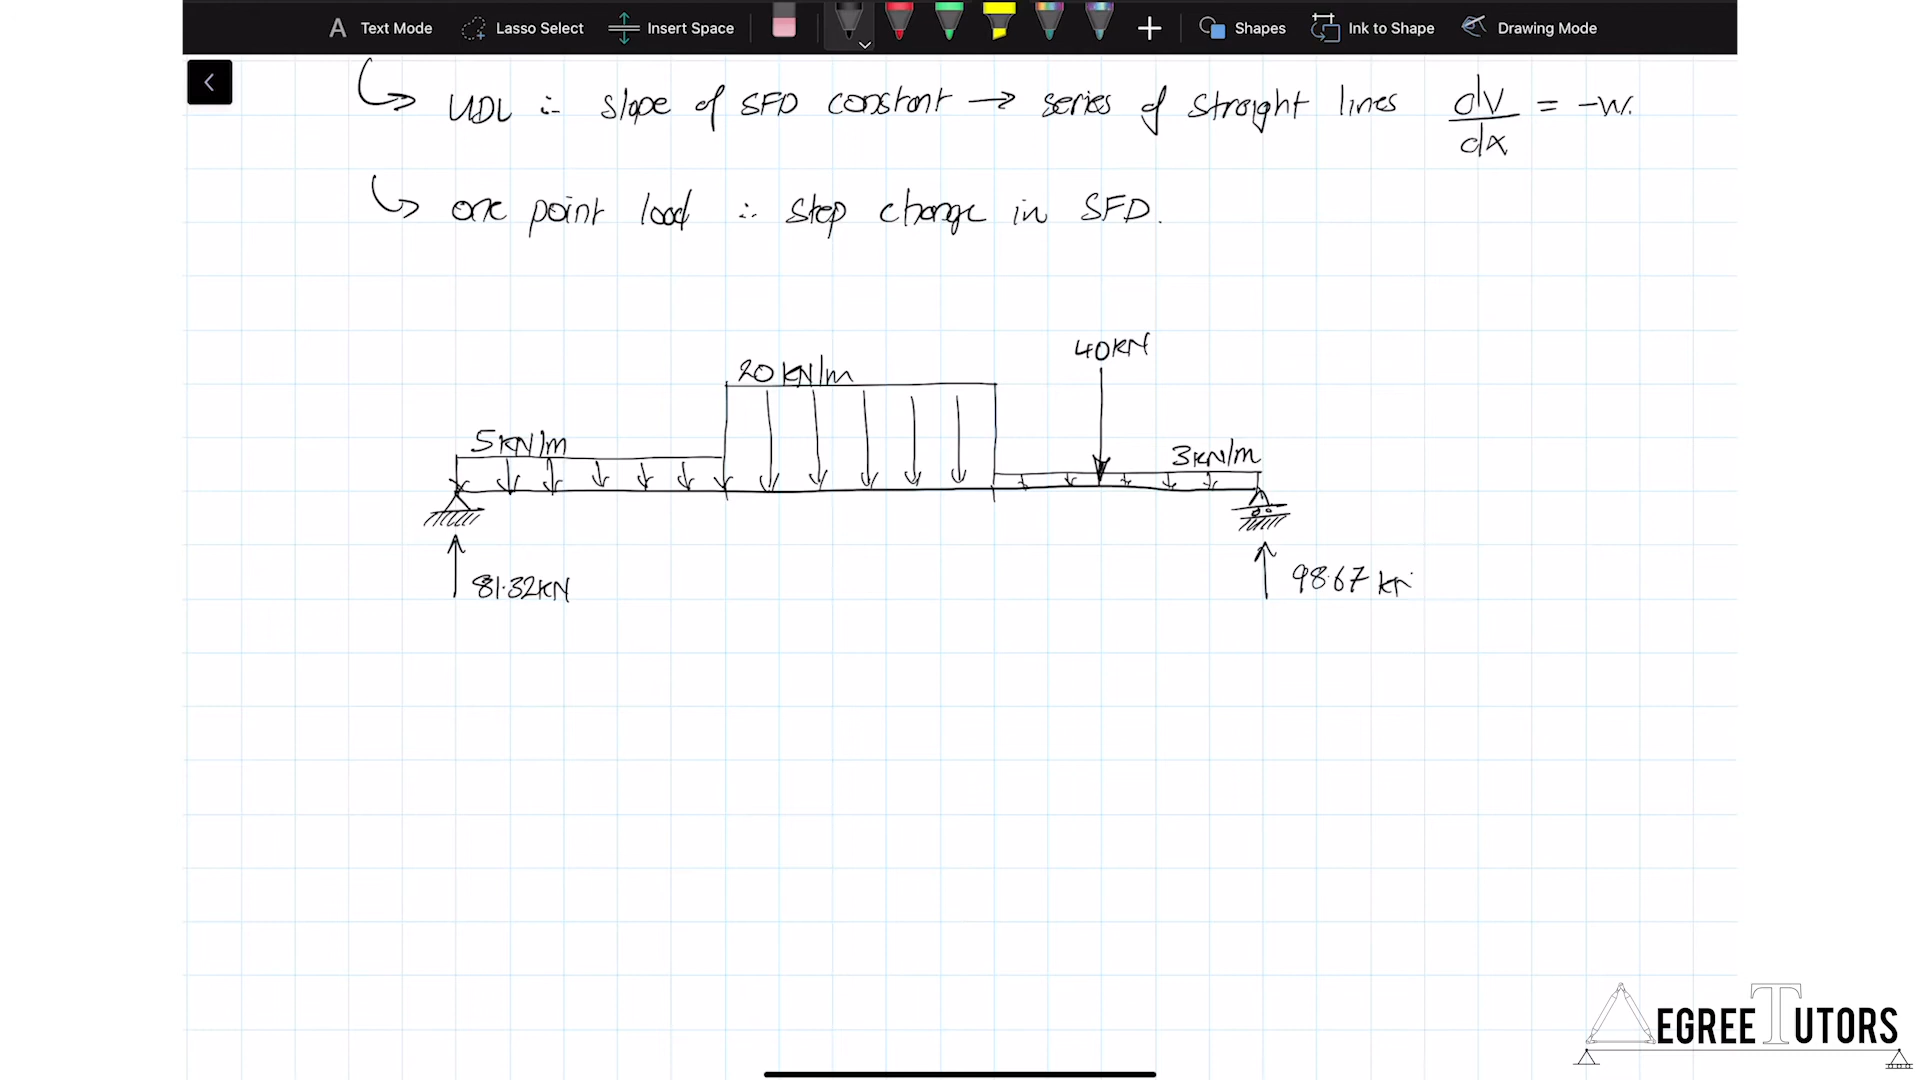 Text Mode Lasso Select Insert Space Shapes Ink to Shape Drawing Mode
UDL ∴ slope of SFD constant → series of straight lines dV/dx = -w.
one point load ∴ step change in SFD.
40KN
20 KN/m
5KN/m
3KN/m
81.32KN
98.67 kN
DEGREE TUTORS